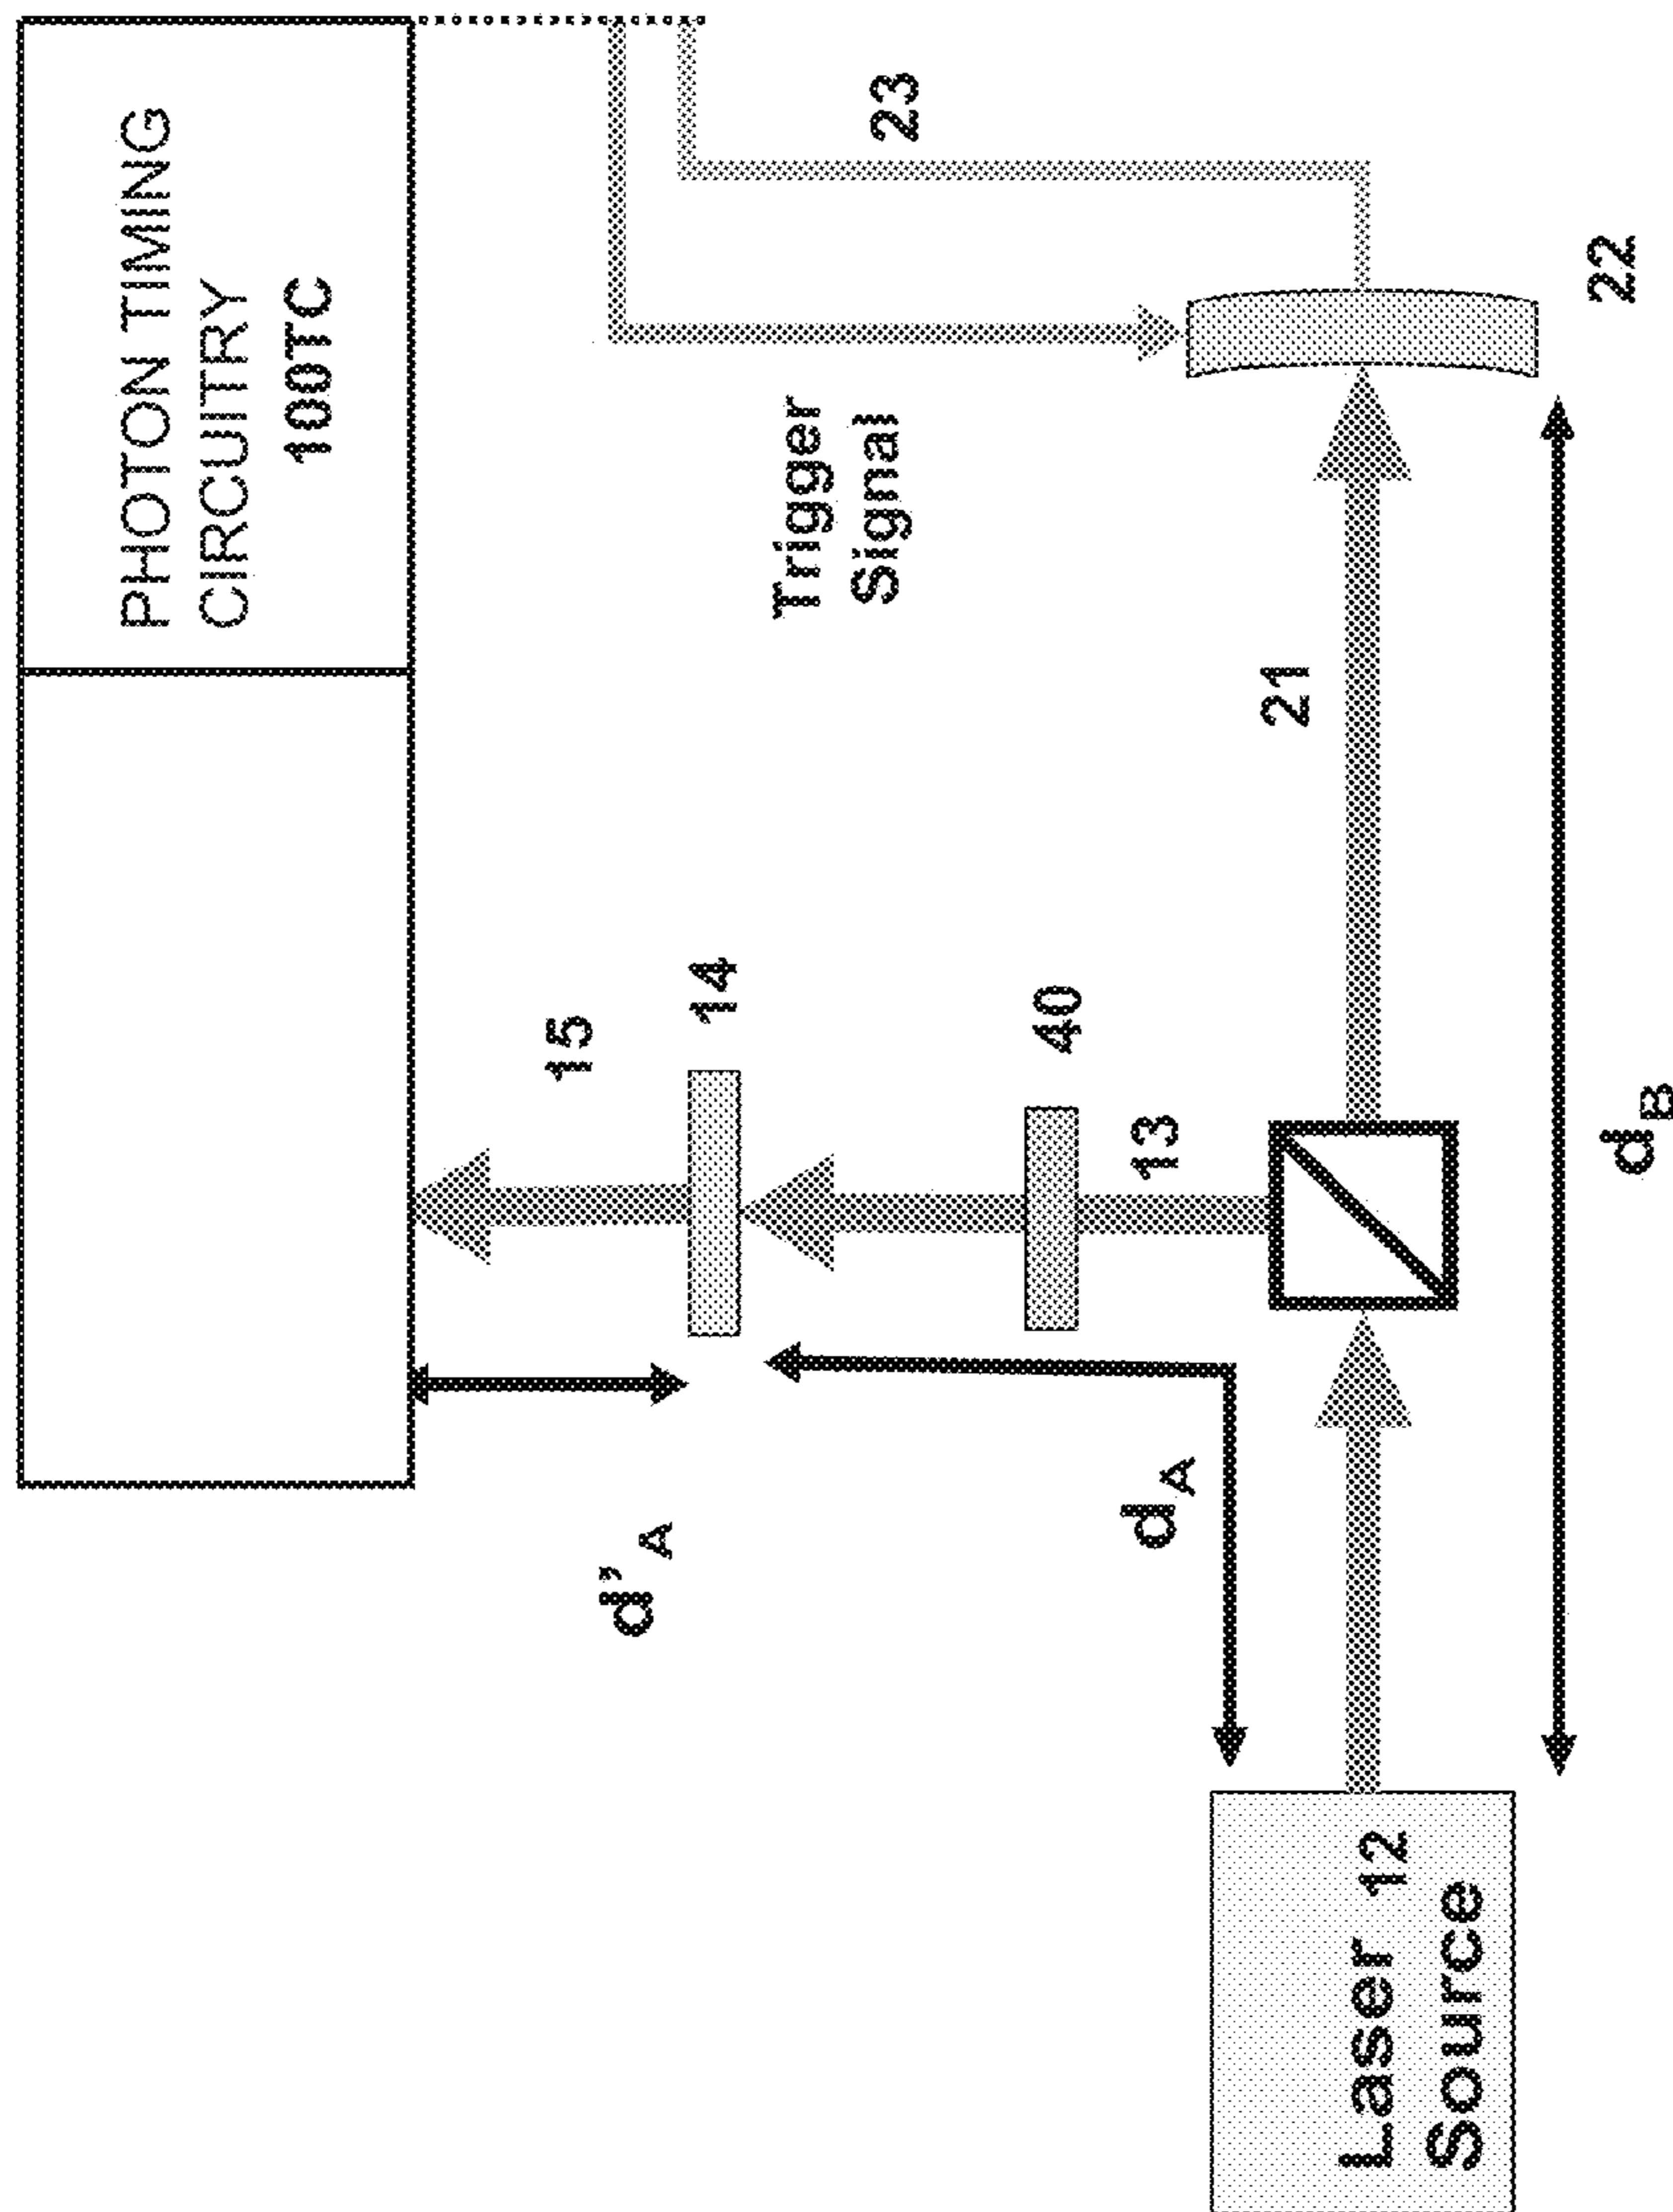 PHOTON TIMING
CIRCUITRY
100TC
23
Trigger
Signal
22
21
15
14
40
13
d'A
dA
dB
Laser 12
Source